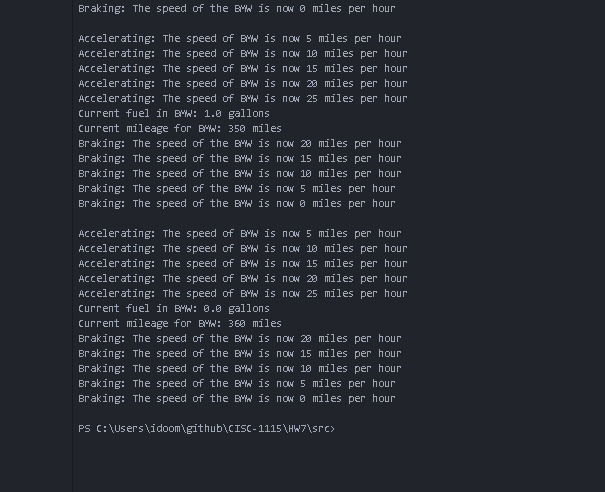 Braking: The speed of the BMW is now 0 miles per hour
Accelerating: The speed of BMW is now 5 miles per hour
Accelerating: The speed of BMW is now 10 miles per hour
Accelerating: The speed of BMW is now 15 miles per hour
Accelerating: The speed of BMW is now 20 miles per hour
Accelerating: The speed of BMW is now 25 miles per hour
Current fuel in BMW: 1.0 gallons
Current mileage for BMW: 350 miles
Braking: The speed of the BMW is now 20 miles per hour
Braking: The speed of the BMW is now 15 miles per hour
Braking: The speed of the BMW is now 10 miles per hour
Braking: The speed of the BMW is now 5 miles per hour
Braking: The speed of the BMW is now 0 miles per hour
Accelerating: The speed of BMW is now 5 miles per hour
Accelerating: The speed of BMW is now 10 miles per hour
Accelerating: The speed of BMW is now 15 miles per hour
Accelerating: The speed of BMW is now 20 miles per hour
Accelerating: The speed of BMW is now 25 miles per hour
Current fuel in BMW: 0.0 gallons
Current mileage for BMW: 360 miles
Braking: The speed of the BMW is now 20 miles per hour
Braking: The speed of the BMW is now 15 miles per hour
Braking: The speed of the BMW is now 10 miles per hour
Braking: The speed of the BMW is now 5 miles per hour
Braking: The speed of the BMW is now 0 miles per hour
PS C:\Users\idoom\github\CISC-1115\HW7\src>